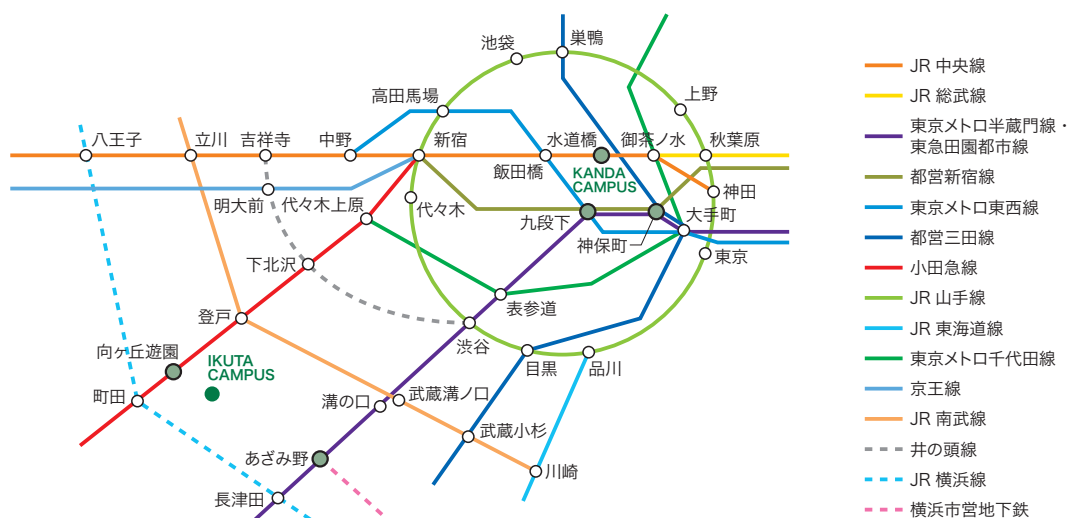 巣鴨
池袋
上野
高田馬場
八王子
立川
吉祥寺
中野
新宿
水道橋
御茶ノ水
秋葉原
飯田橋
KANDA
CAMPUS
神田
明大前
代々木上原
代々木
九段下
大手町
神保町
東京
下北沢
表参道
登戸
渋谷
向ヶ丘遊園
IKUTA
CAMPUS
目黒
品川
町田
溝の口
武蔵溝ノ口
武蔵小杉
あざみ野
川崎
長津田
JR 中央線
JR 総武線
東京メトロ半蔵門線・
東急田園都市線
都営新宿線
東京メトロ東西線
都営三田線
小田急線
JR 山手線
JR 東海道線
東京メトロ千代田線
京王線
JR 南武線
井の頭線
JR 横浜線
横浜市営地下鉄